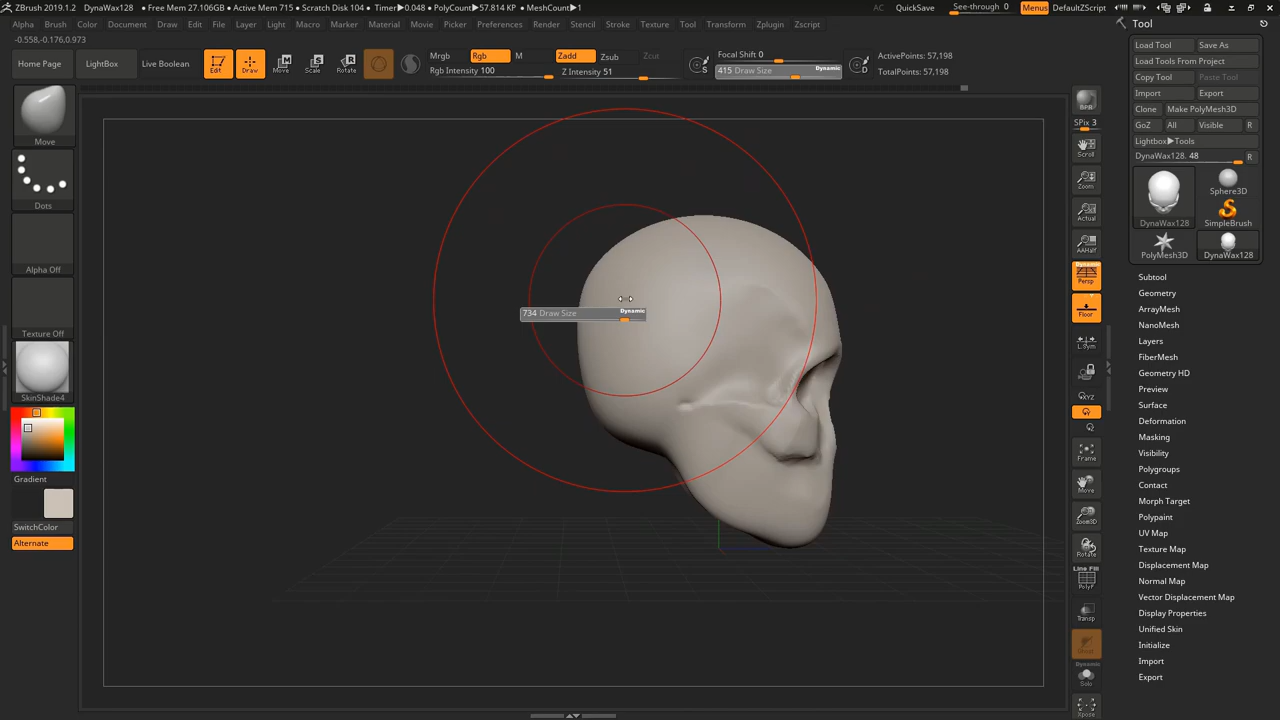 ZBrush 2019.1.2 DynaWax128 • Free Mem 27.106GB • Active Mem 715 • Scratch Disk 104 • Timer▶0.048 • PolyCount▶57.814 KP • MeshCount▶1 AC QuickSave See-through 0 Menus DefaultZScript
Alpha Brush Color Document Draw Edit File Layer Light Macro Marker Material Movie Picker Preferences Render Stencil Stroke Texture Tool Transform Zplugin Zscript
-0.558,-0.176,0.973
Home Page LightBox Live Boolean Edit Draw Move Scale Rotate
Mrgb Rgb M Zadd Zsub Zcut
Rgb Intensity 100 Z Intensity 51
S Focal Shift 0
415 Draw Size Dynamic
D ActivePoints: 57,198
TotalPoints: 57,198
Move
Dots
Alpha Off
Texture Off
SkinShade4
Gradient
SwitchColor
Alternate
734 Draw Size Dynamic
BPR
SPix 3
Scroll
Zoom
Actual
AAHalf
Dynamic
Persp
Floor
L.Sym
XYZ
Y
Z
Frame
Move
Zoom3D
Rotate
Line Fill
PolyF
Transp
Ghost
Dynamic
Solo
Xpose
Tool
Load Tool Save As
Load Tools From Project
Copy Tool Paste Tool
Import Export
Clone Make PolyMesh3D
GoZ All Visible R
Lightbox▶Tools
DynaWax128. 48 R
DynaWax128
Sphere3D
SimpleBrush
PolyMesh3D DynaWax128
Subtool
Geometry
ArrayMesh
NanoMesh
Layers
FiberMesh
Geometry HD
Preview
Surface
Deformation
Masking
Visibility
Polygroups
Contact
Morph Target
Polypaint
UV Map
Texture Map
Displacement Map
Normal Map
Vector Displacement Map
Display Properties
Unified Skin
Initialize
Import
Export